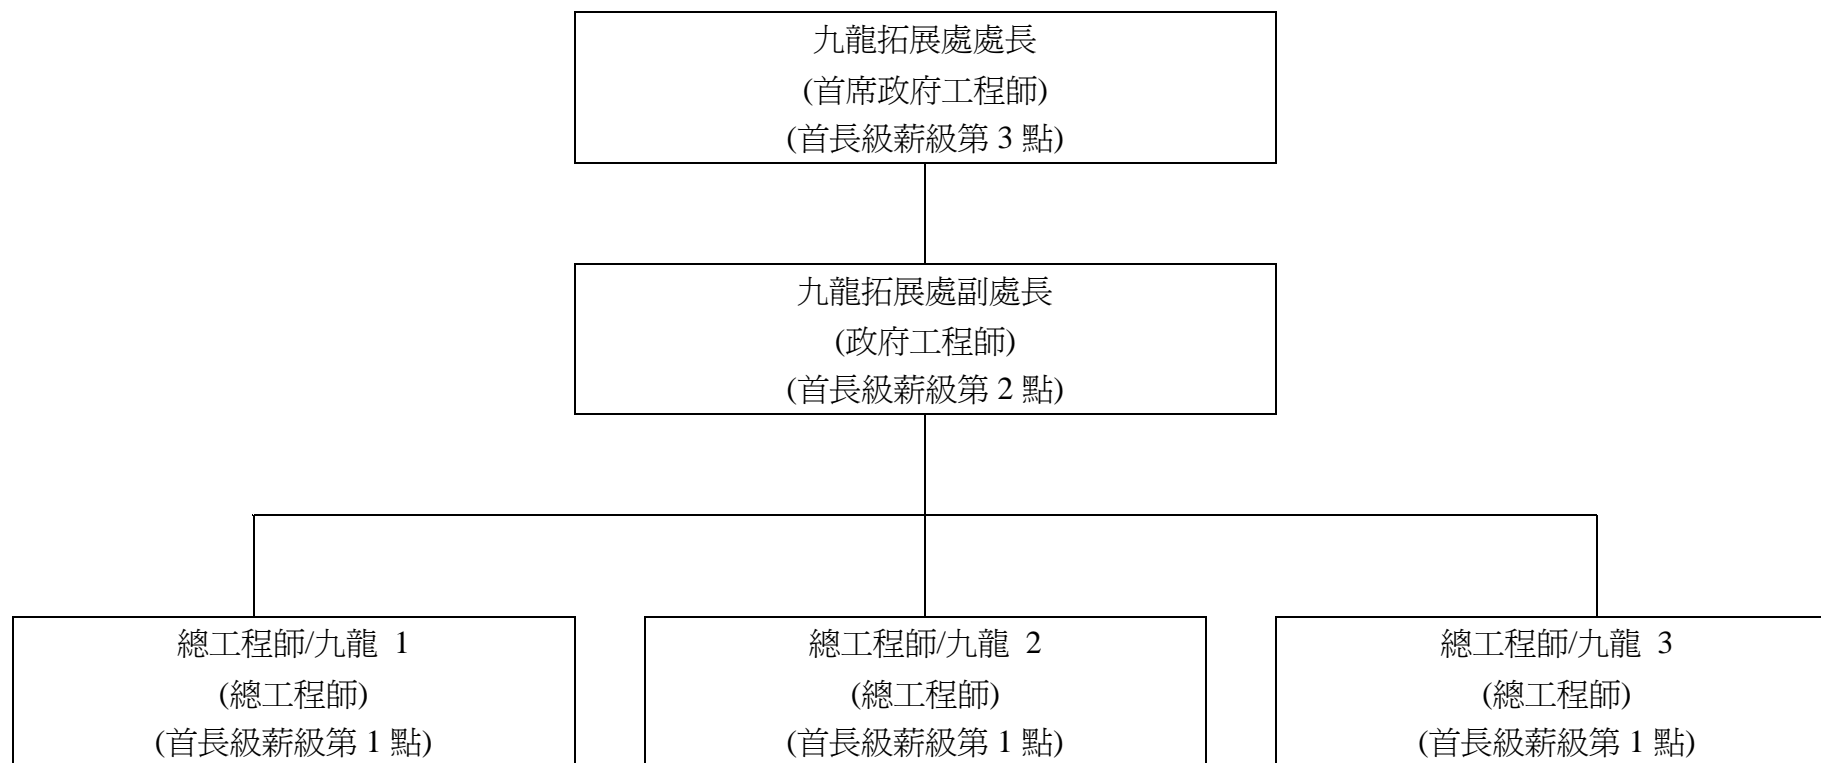 九龍拓展處處長
(首席政府工程師)
(首長級薪級第 3 點)
九龍拓展處副處長
(政府工程師)
(首長級薪級第 2 點)
總工程師/九龍 1
(總工程師)
(首長級薪級第 1 點)
總工程師/九龍 2
(總工程師)
(首長級薪級第 1 點)
總工程師/九龍 3
(總工程師)
(首長級薪級第 1 點)